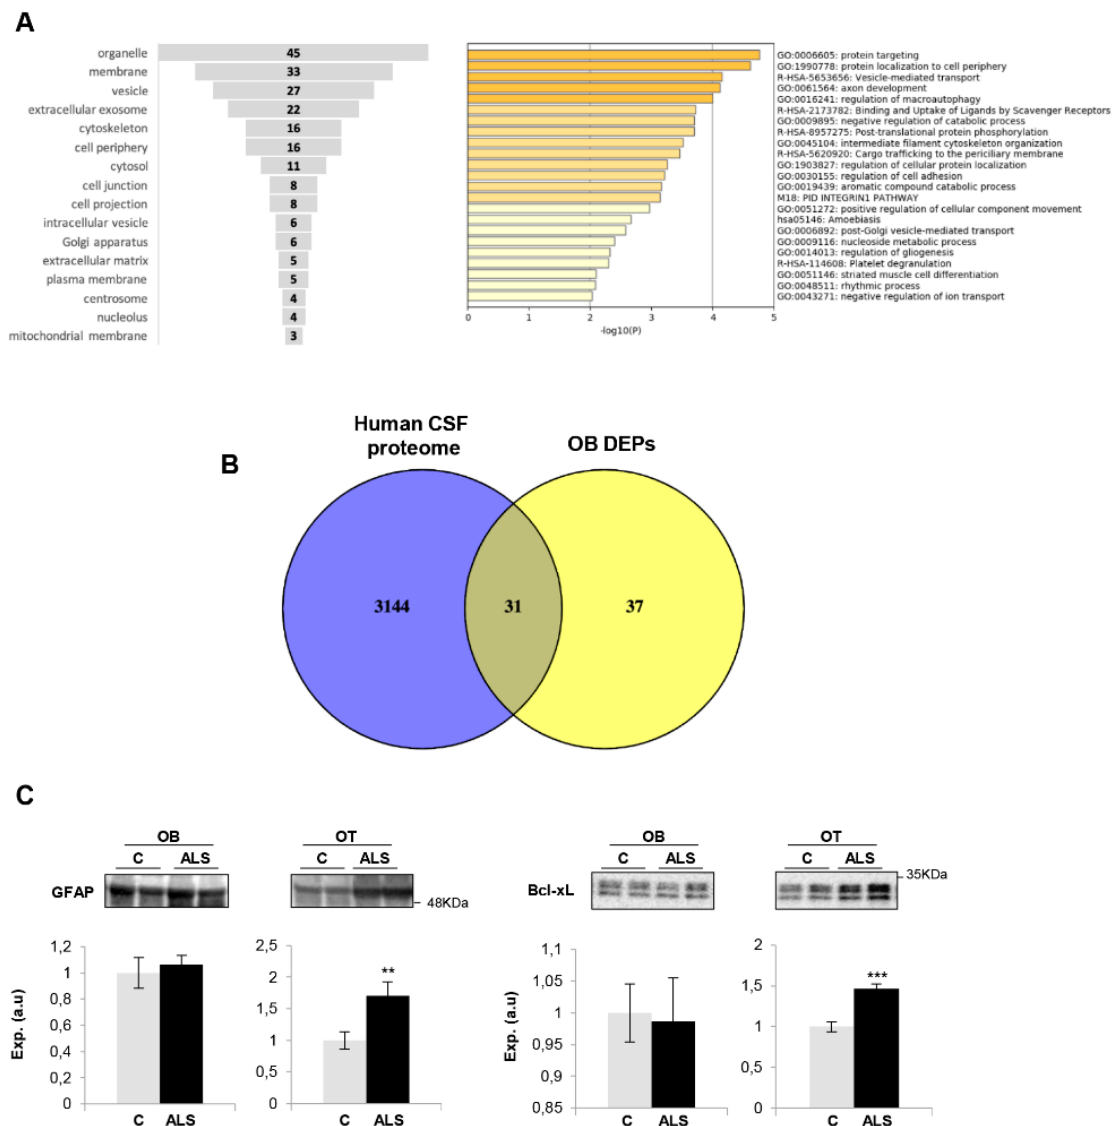 A
organelle 45
membrane 33
vesicle 27
extracellular exosome 22
cytoskeleton 16
cell periphery 16
cytosol 11
cell junction 8
cell projection 8
intracellular vesicle 6
Golgi apparatus 6
extracellular matrix 5
plasma membrane 5
centrosome 4
nucleolus 4
mitochondrial membrane 3
GO:0006605: protein targeting
GO:1990778: protein localization to cell periphery
R-HSA-5653656: Vesicle-mediated transport
GO:0061564: axon development
GO:0016241: regulation of macroautophagy
R-HSA-2173782: Binding and Uptake of Ligands by Scavenger Receptors
GO:0009895: negative regulation of catabolic process
R-HSA-8957275: Post-translational protein phosphorylation
GO:0045104: intermediate filament cytoskeleton organization
R-HSA-5620920: Cargo trafficking to the periciliary membrane
GO:1903827: regulation of cellular protein localization
GO:0030155: regulation of cell adhesion
GO:0019439: aromatic compound catabolic process
M18: PID INTEGRIN1 PATHWAY
GO:0051272: positive regulation of cellular component movement
hsa05146: Amoebiasis
GO:0006892: post-Golgi vesicle-mediated transport
GO:0009116: nucleoside metabolic process
GO:0014013: regulation of gliogenesis
R-HSA-114608: Platelet degranulation
GO:0051146: striated muscle cell differentiation
GO:0048511: rhythmic process
GO:0043271: negative regulation of ion transport
0 1 2 3 4 5
-log10(P)
B
Human CSF
proteome
OB DEPs
3144 31 37
C
OB
C ALS
GFAP
OT
C ALS
48KDa
OB
C ALS
Bcl-xL
OT
C ALS
35KDa
Exp. (a.u)
1,2
1
0,8
0,6
0,4
0,2
0
C ALS
2,5
2
1,5
1
0,5
0
**
C ALS
Exp. (a.u)
1,1
1,05
1
0,95
0,9
0,85
C ALS
2
1,5
1
0,5
0
***
C ALS